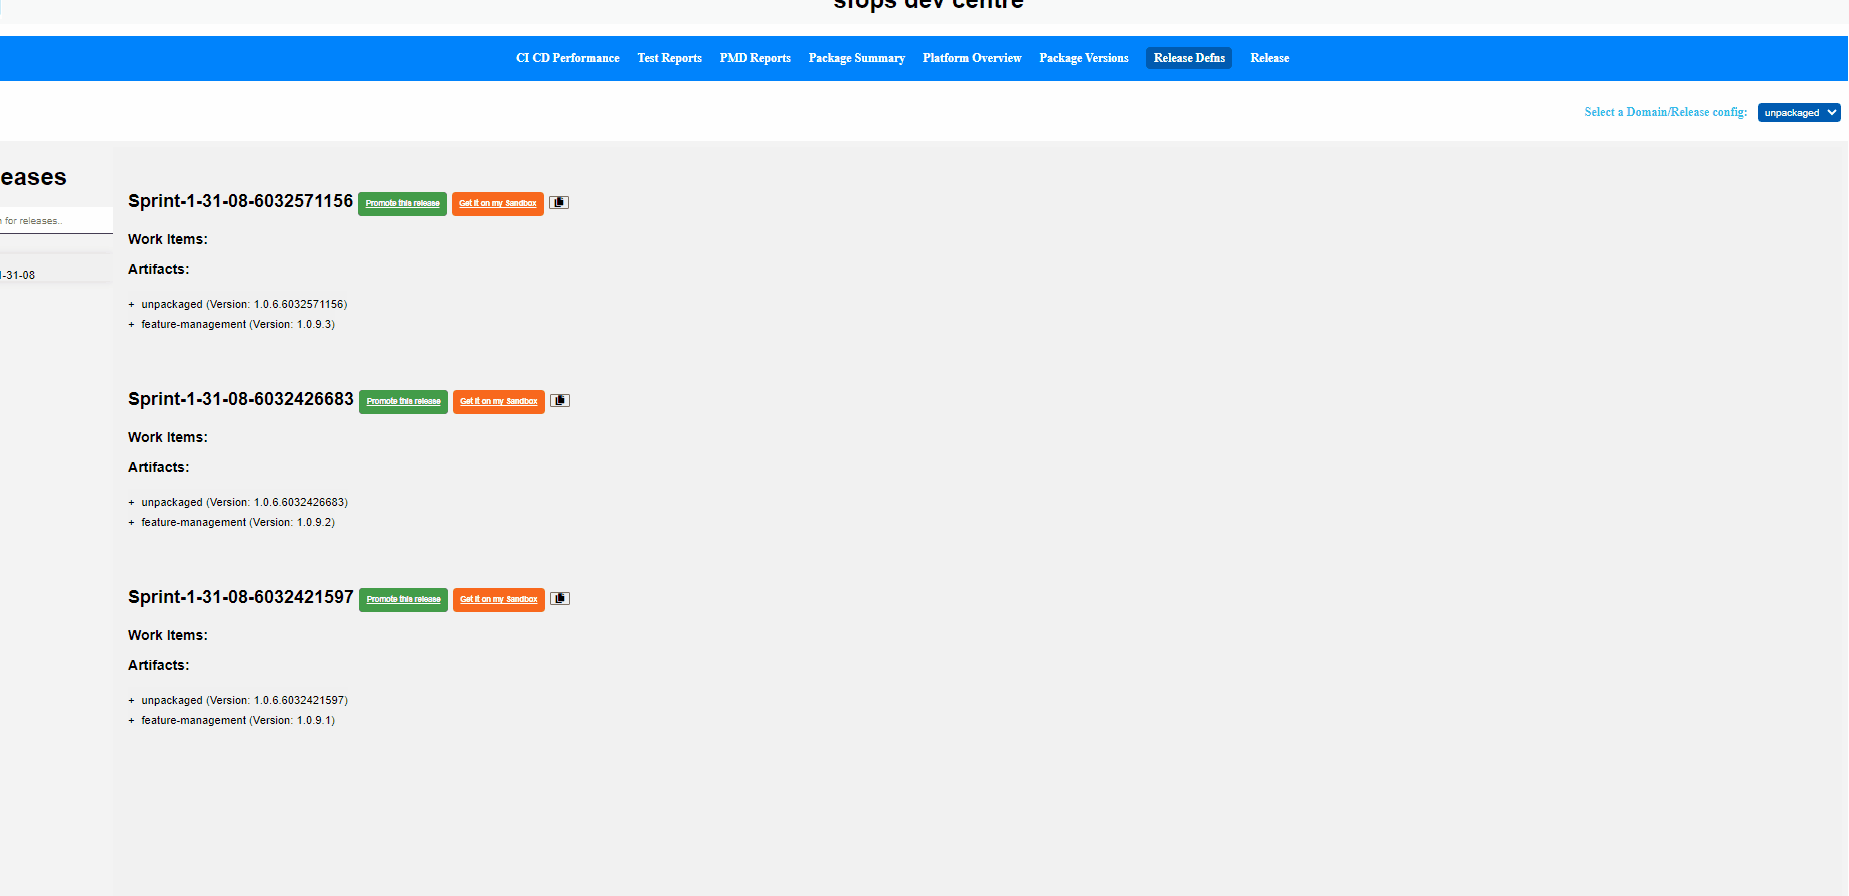 sfops dev centre
CI CD Performance Test Reports PMD Reports Package Summary Platform Overview Package Versions Release Defns Release
Select a Domain/Release config: unpackaged
eases
for releases..
1-31-08
Sprint-1-31-08-6032571156 Promote this release Get it on my Sandbox
Work Items:
Artifacts:
+ unpackaged (Version: 1.0.6.6032571156)
+ feature-management (Version: 1.0.9.3)
Sprint-1-31-08-6032426683 Promote this release Get it on my Sandbox
Work Items:
Artifacts:
+ unpackaged (Version: 1.0.6.6032426683)
+ feature-management (Version: 1.0.9.2)
Sprint-1-31-08-6032421597 Promote this release Get it on my Sandbox
Work Items:
Artifacts:
+ unpackaged (Version: 1.0.6.6032421597)
+ feature-management (Version: 1.0.9.1)